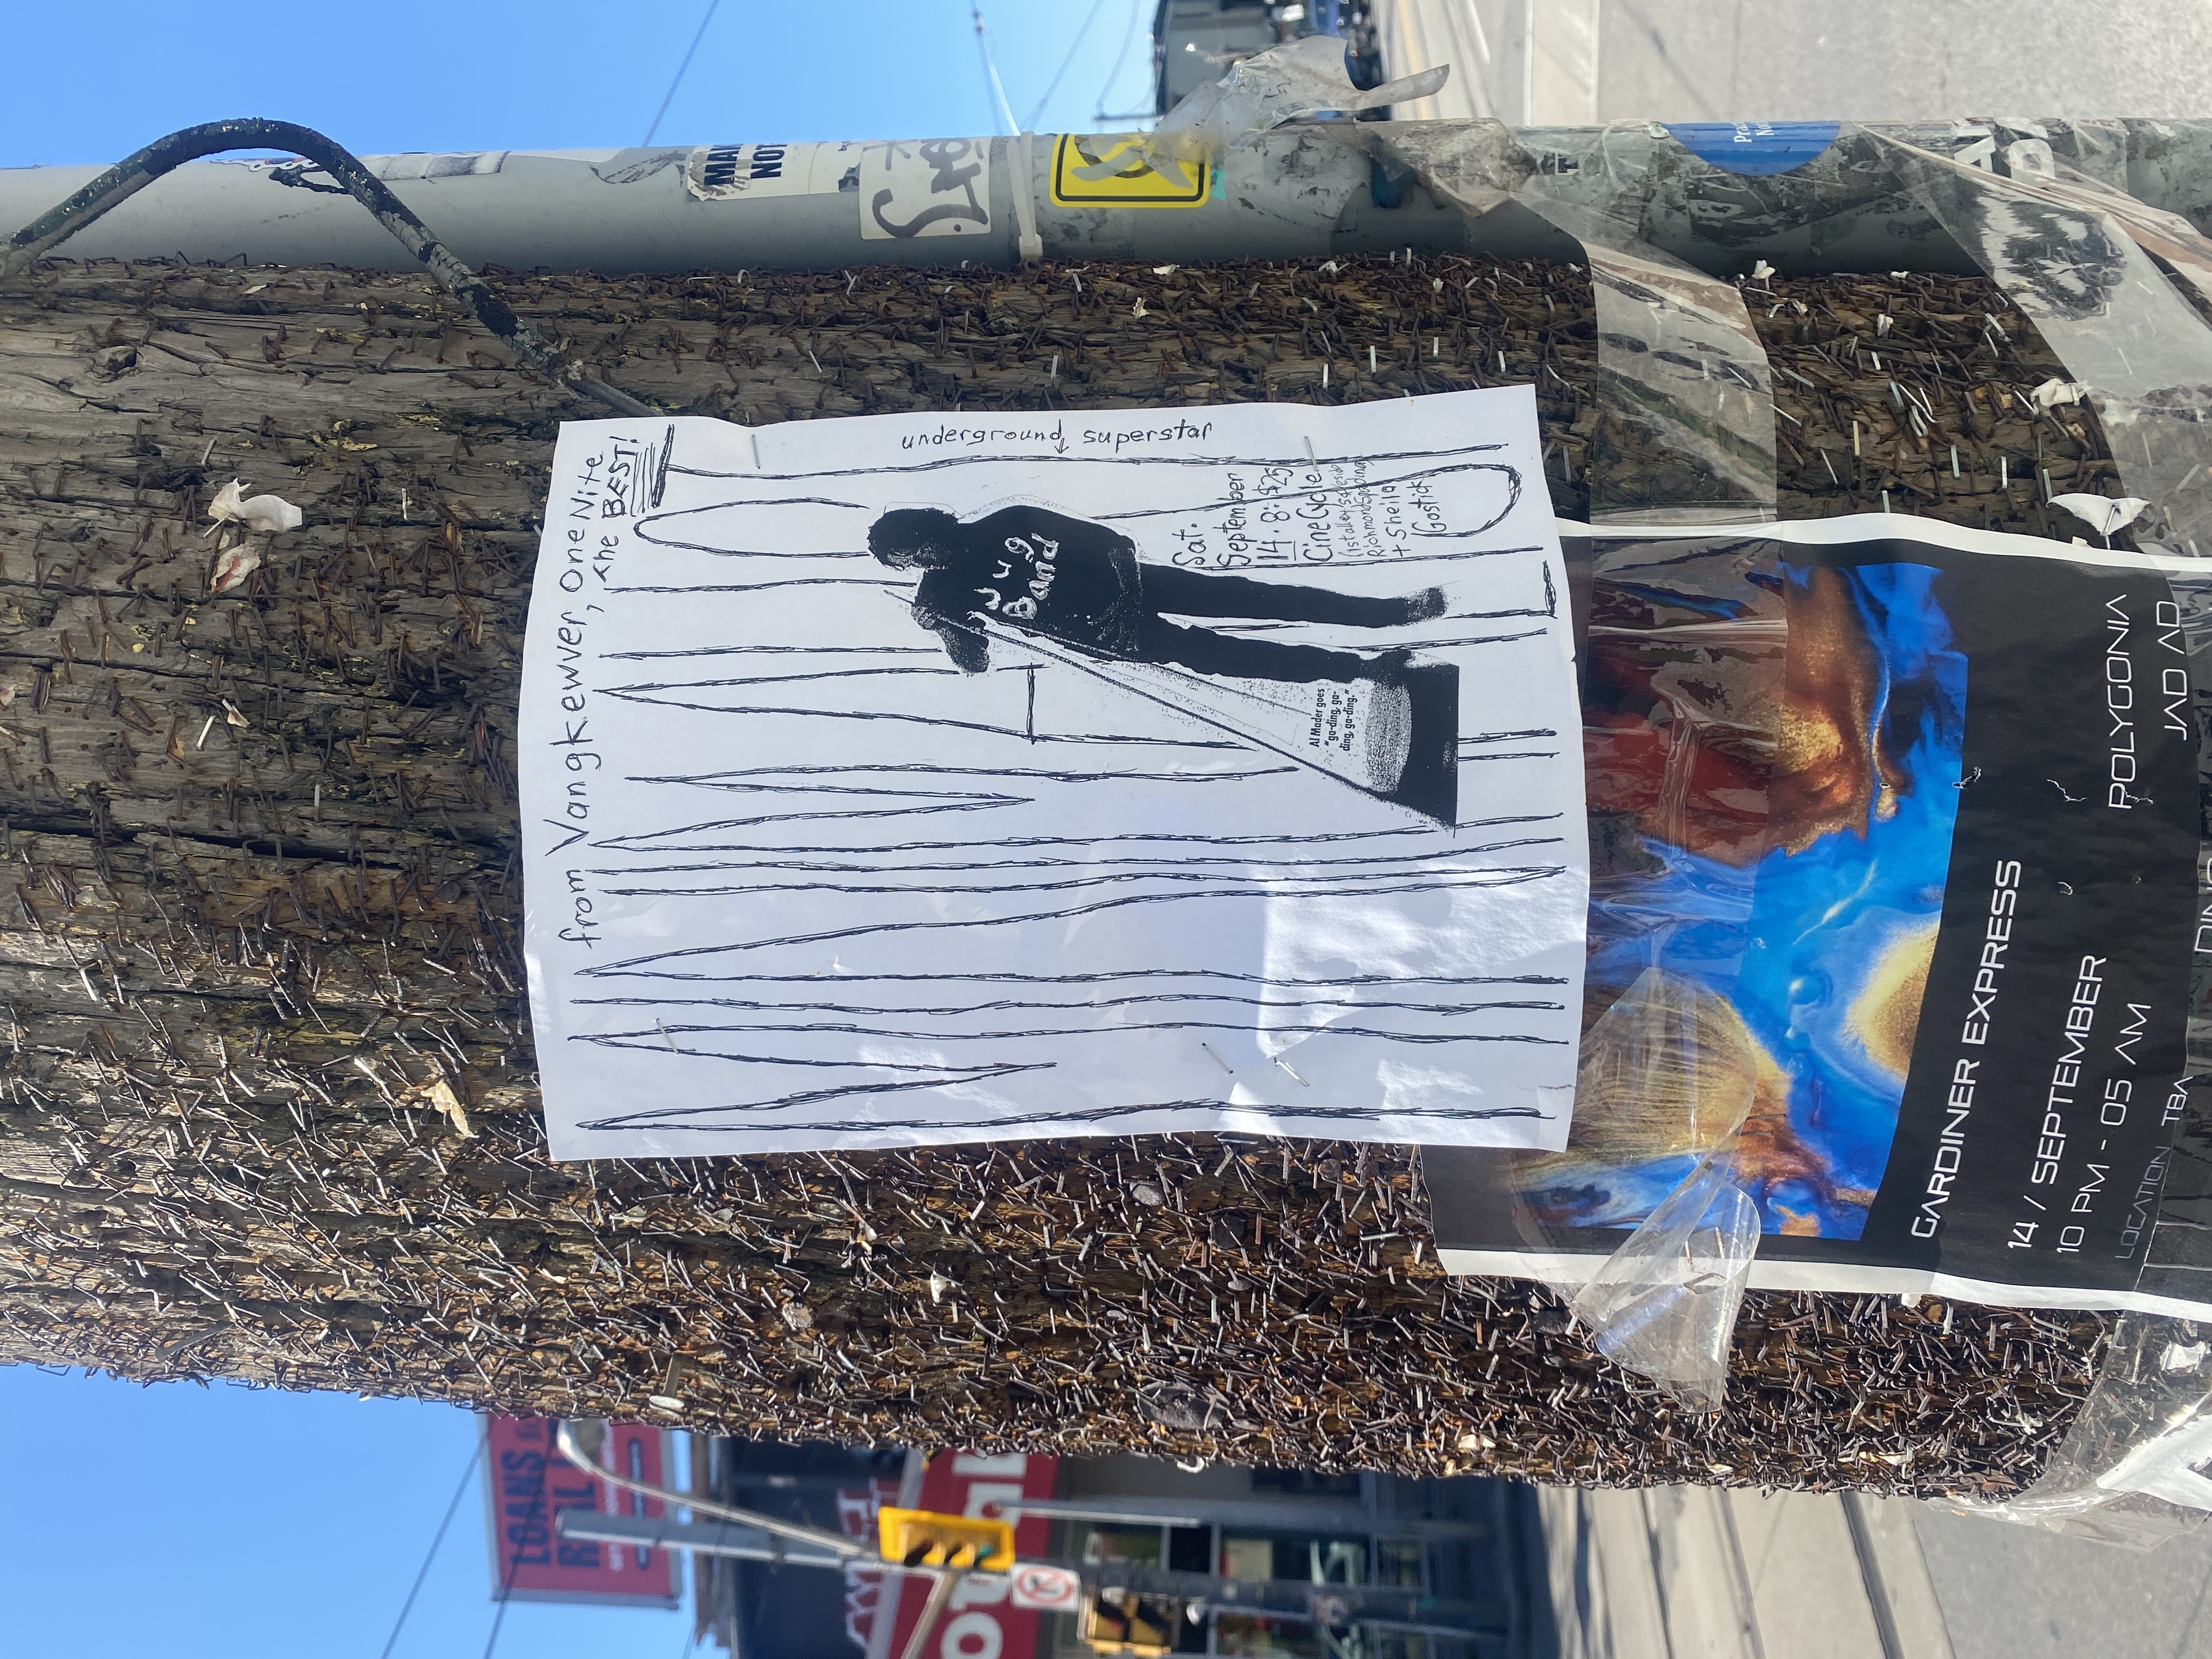 LOANS
from Vangkewver, One Nite
the BEST!
MINIMALIST
Jug
Band
underground superstar
Sat.
September
14 . 8: $25
CineCycle
+ Sheila
Gostick
Al Mader goes
"ga-ding, ga-
ding, ga-ding."
GARDINER EXPRESS
14 / SEPTEMBER
10 PM - 05 AM
LOCATION TBA
POLYGONIA
JAD AD
NOT